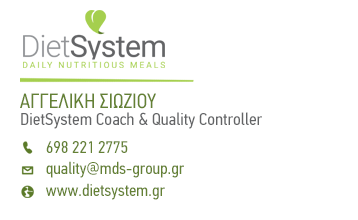 DietSystem
DAILY NUTRITIOUS MEALS
ΑΓΓΕΛΙΚΗ ΣΙΩΖΙΟΥ
DietSystem Coach & Quality Controller
698 221 2775
quality@mds-group.gr
www.dietsystem.gr